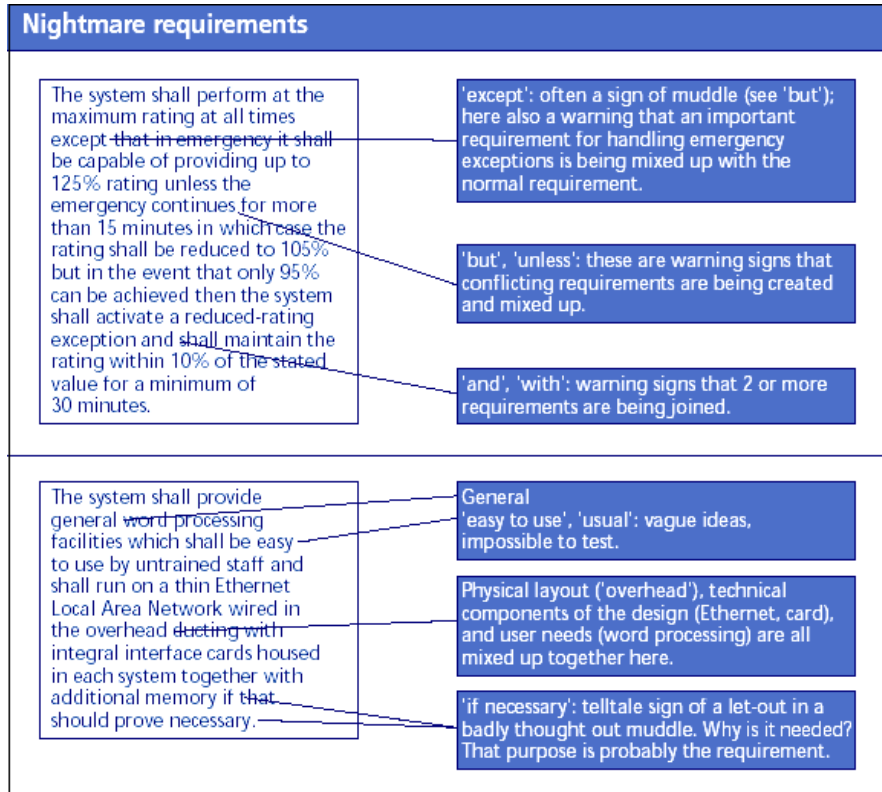 Nightmare requirements
The system shall perform at the
maximum rating at all times
except that in emergency it shall
be capable of providing up to
125% rating unless the
emergency continues for more
than 15 minutes in which case the
rating shall be reduced to 105%
but in the event that only 95%
can be achieved then the system
shall activate a reduced-rating
exception and shall maintain the
rating within 10% of the stated
value for a minimum of
30 minutes.
'except': often a sign of muddle (see 'but');
here also a warning that an important
requirement for handling emergency
exceptions is being mixed up with the
normal requirement.
'but', 'unless': these are warning signs that
conflicting requirements are being created
and mixed up.
'and', 'with': warning signs that 2 or more
requirements are being joined.
The system shall provide
general word processing
facilities which shall be easy
to use by untrained staff and
shall run on a thin Ethernet
Local Area Network wired in
the overhead ducting with
integral interface cards housed
in each system together with
additional memory if that
should prove necessary.
General
'easy to use', 'usual': vague ideas,
impossible to test.
Physical layout ('overhead'), technical
components of the design (Ethernet, card),
and user needs (word processing) are all
mixed up together here.
'if necessary': telltale sign of a let-out in a
badly thought out muddle. Why is it needed?
That purpose is probably the requirement.